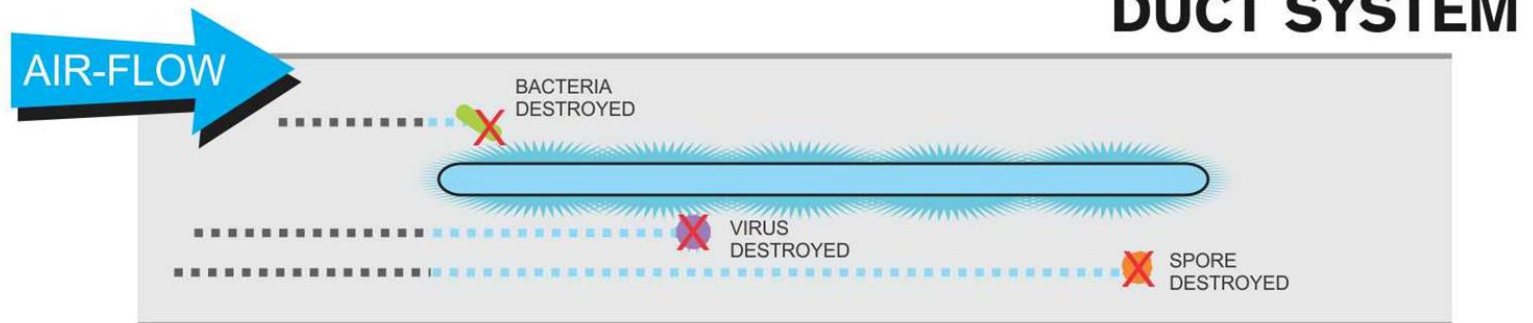 DUCT SYSTEM
AIR-FLOW
BACTERIA
DESTROYED
VIRUS
DESTROYED
SPORE
DESTROYED